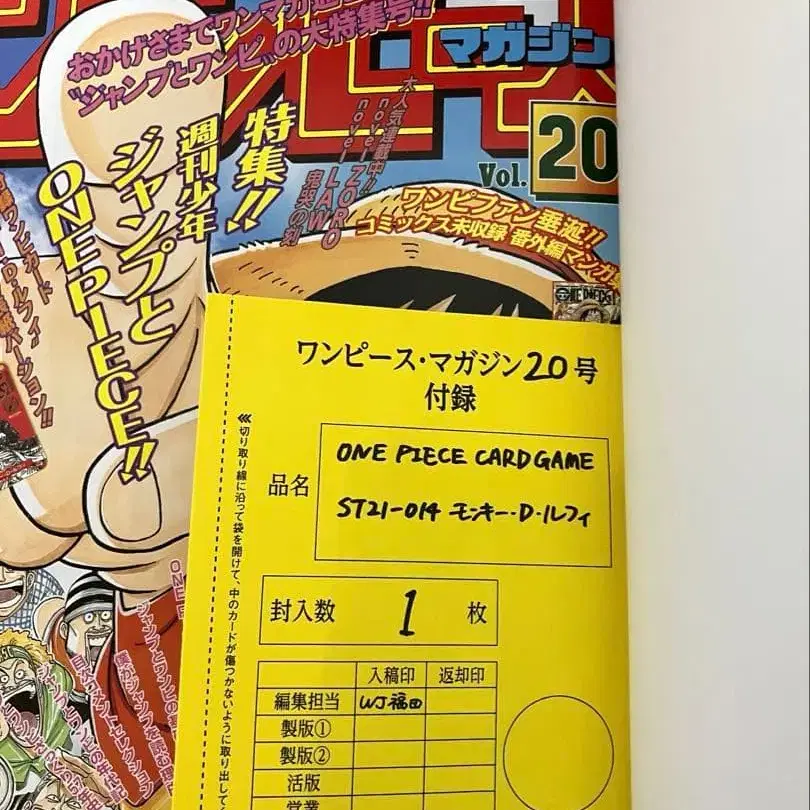 おかげさまでワンマガ
"ジャンプとワンピ"の大特集号!!
マガジン
Vol. 20
特集!!
週刊少年
ジャンプと
ONE PIECE!!
大人気連載中!!
novel ZORO
novel LAW
ワンピファン垂涎!!
コミックス未収録 番外編マンガ
ワンピース・マガジン20号
付録
品名
ONE PIECE CARD GAME
ST21-014 モンキー・D・ルフィ
封入数 1 枚
入稿印 返却印
編集担当 WJ福田
製版①
製版②
活版
営業
切り取り線に沿って袋を開けて、中のカードが傷つかないように取り出して